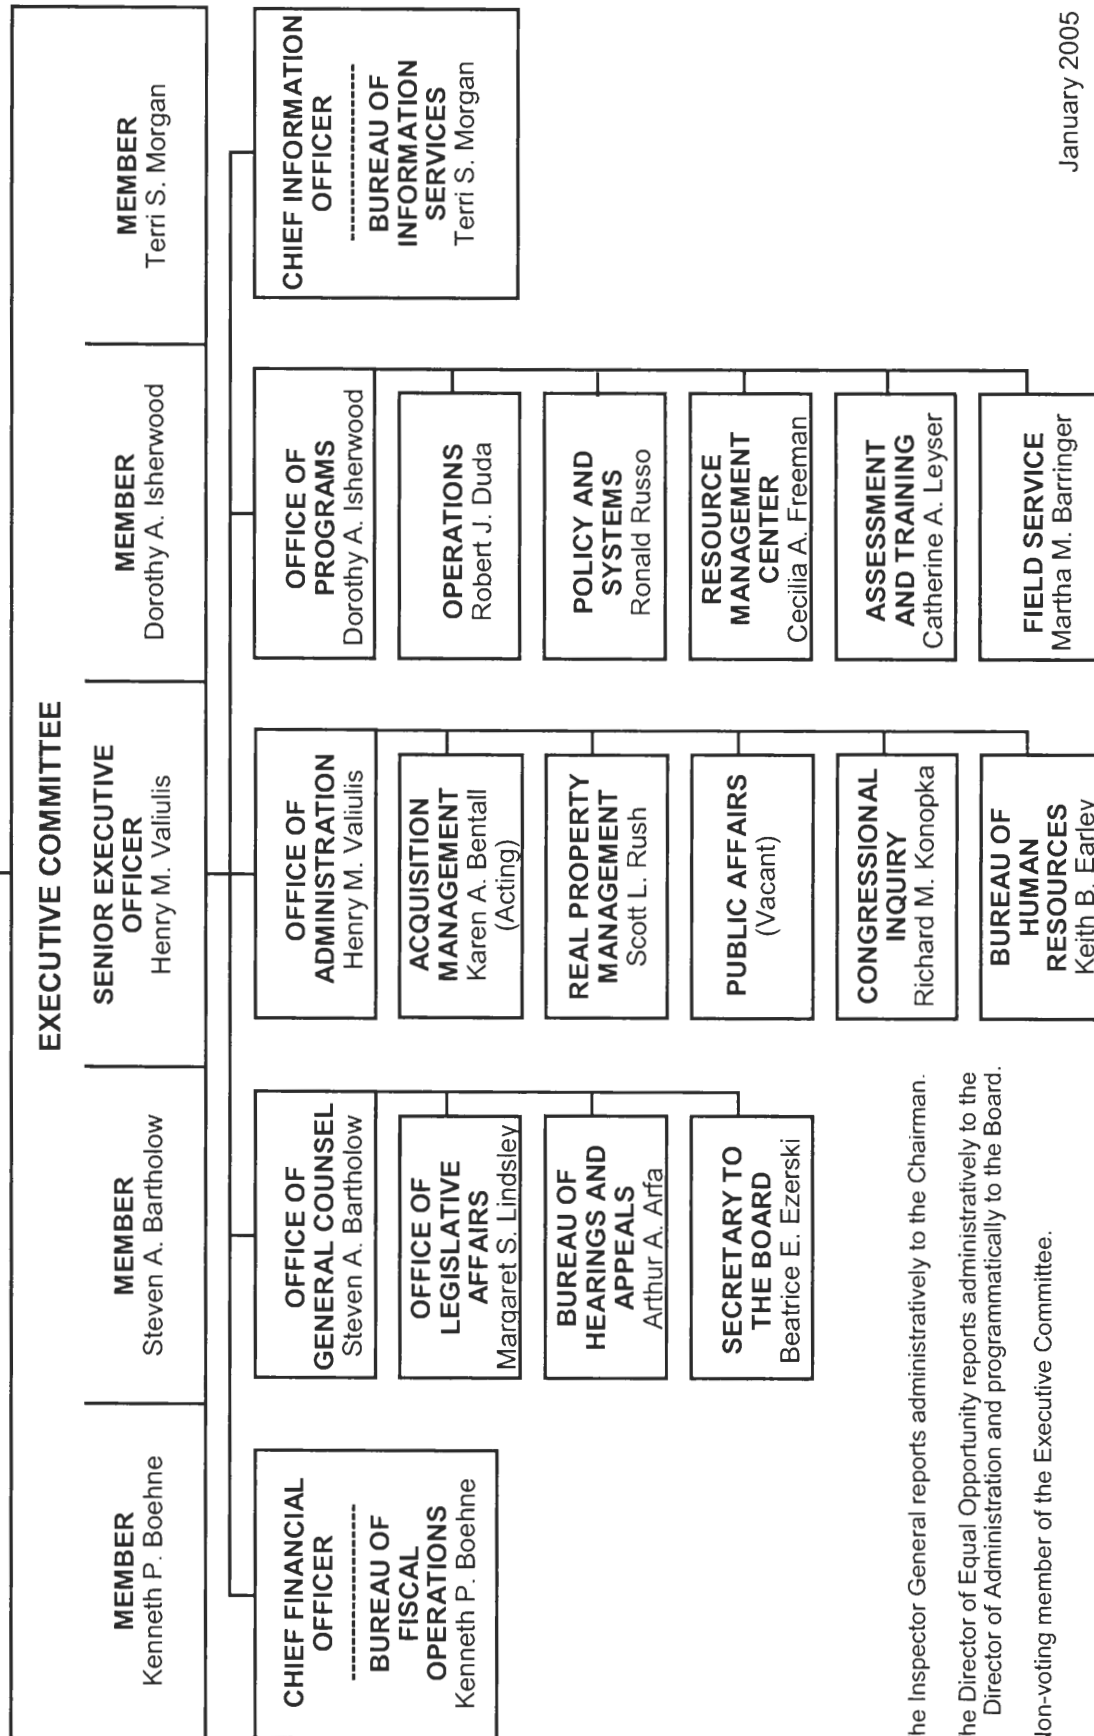 EXECUTIVE COMMITTEE
MEMBER
Kenneth P. Boehne
MEMBER
Steven A. Bartholow
SENIOR EXECUTIVE
OFFICER
Henry M. Valiulis
MEMBER
Dorothy A. Isherwood
MEMBER
Terri S. Morgan
CHIEF FINANCIAL
OFFICER
BUREAU OF
FISCAL
OPERATIONS
Kenneth P. Boehne
OFFICE OF
GENERAL COUNSEL
Steven A. Bartholow
OFFICE OF
LEGISLATIVE
AFFAIRS
Margaret S. Lindsley
BUREAU OF
HEARINGS AND
APPEALS
Arthur A. Arfa
SECRETARY TO
THE BOARD
Beatrice E. Ezerski
OFFICE OF
ADMINISTRATION
Henry M. Valiulis
ACQUISITION
MANAGEMENT
Karen A. Bentall
(Acting)
REAL PROPERTY
MANAGEMENT
Scott L. Rush
PUBLIC AFFAIRS
(Vacant)
CONGRESSIONAL
INQUIRY
Richard M. Konopka
BUREAU OF
HUMAN
RESOURCES
Keith B. Earley
OFFICE OF
PROGRAMS
Dorothy A. Isherwood
OPERATIONS
Robert J. Duda
POLICY AND
SYSTEMS
Ronald Russo
RESOURCE
MANAGEMENT
CENTER
Cecilia A. Freeman
ASSESSMENT
AND TRAINING
Catherine A. Leyser
FIELD SERVICE
Martha M. Barringer
CHIEF INFORMATION
OFFICER
BUREAU OF
INFORMATION
SERVICES
Terri S. Morgan
he Inspector General reports administratively to the Chairman.
he Director of Equal Opportunity reports administratively to the
Director of Administration and programmatically to the Board.
on-voting member of the Executive Committee.
January 2005